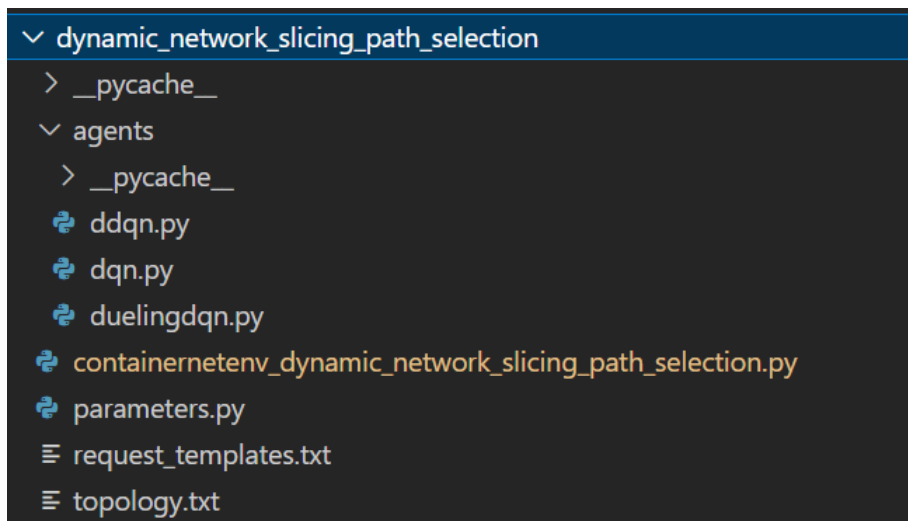 dynamic_network_slicing_path_selection
__pycache__
agents
__pycache__
ddqn.py
dqn.py
duelingdqn.py
containernetenv_dynamic_network_slicing_path_selection.py
parameters.py
request_templates.txt
topology.txt